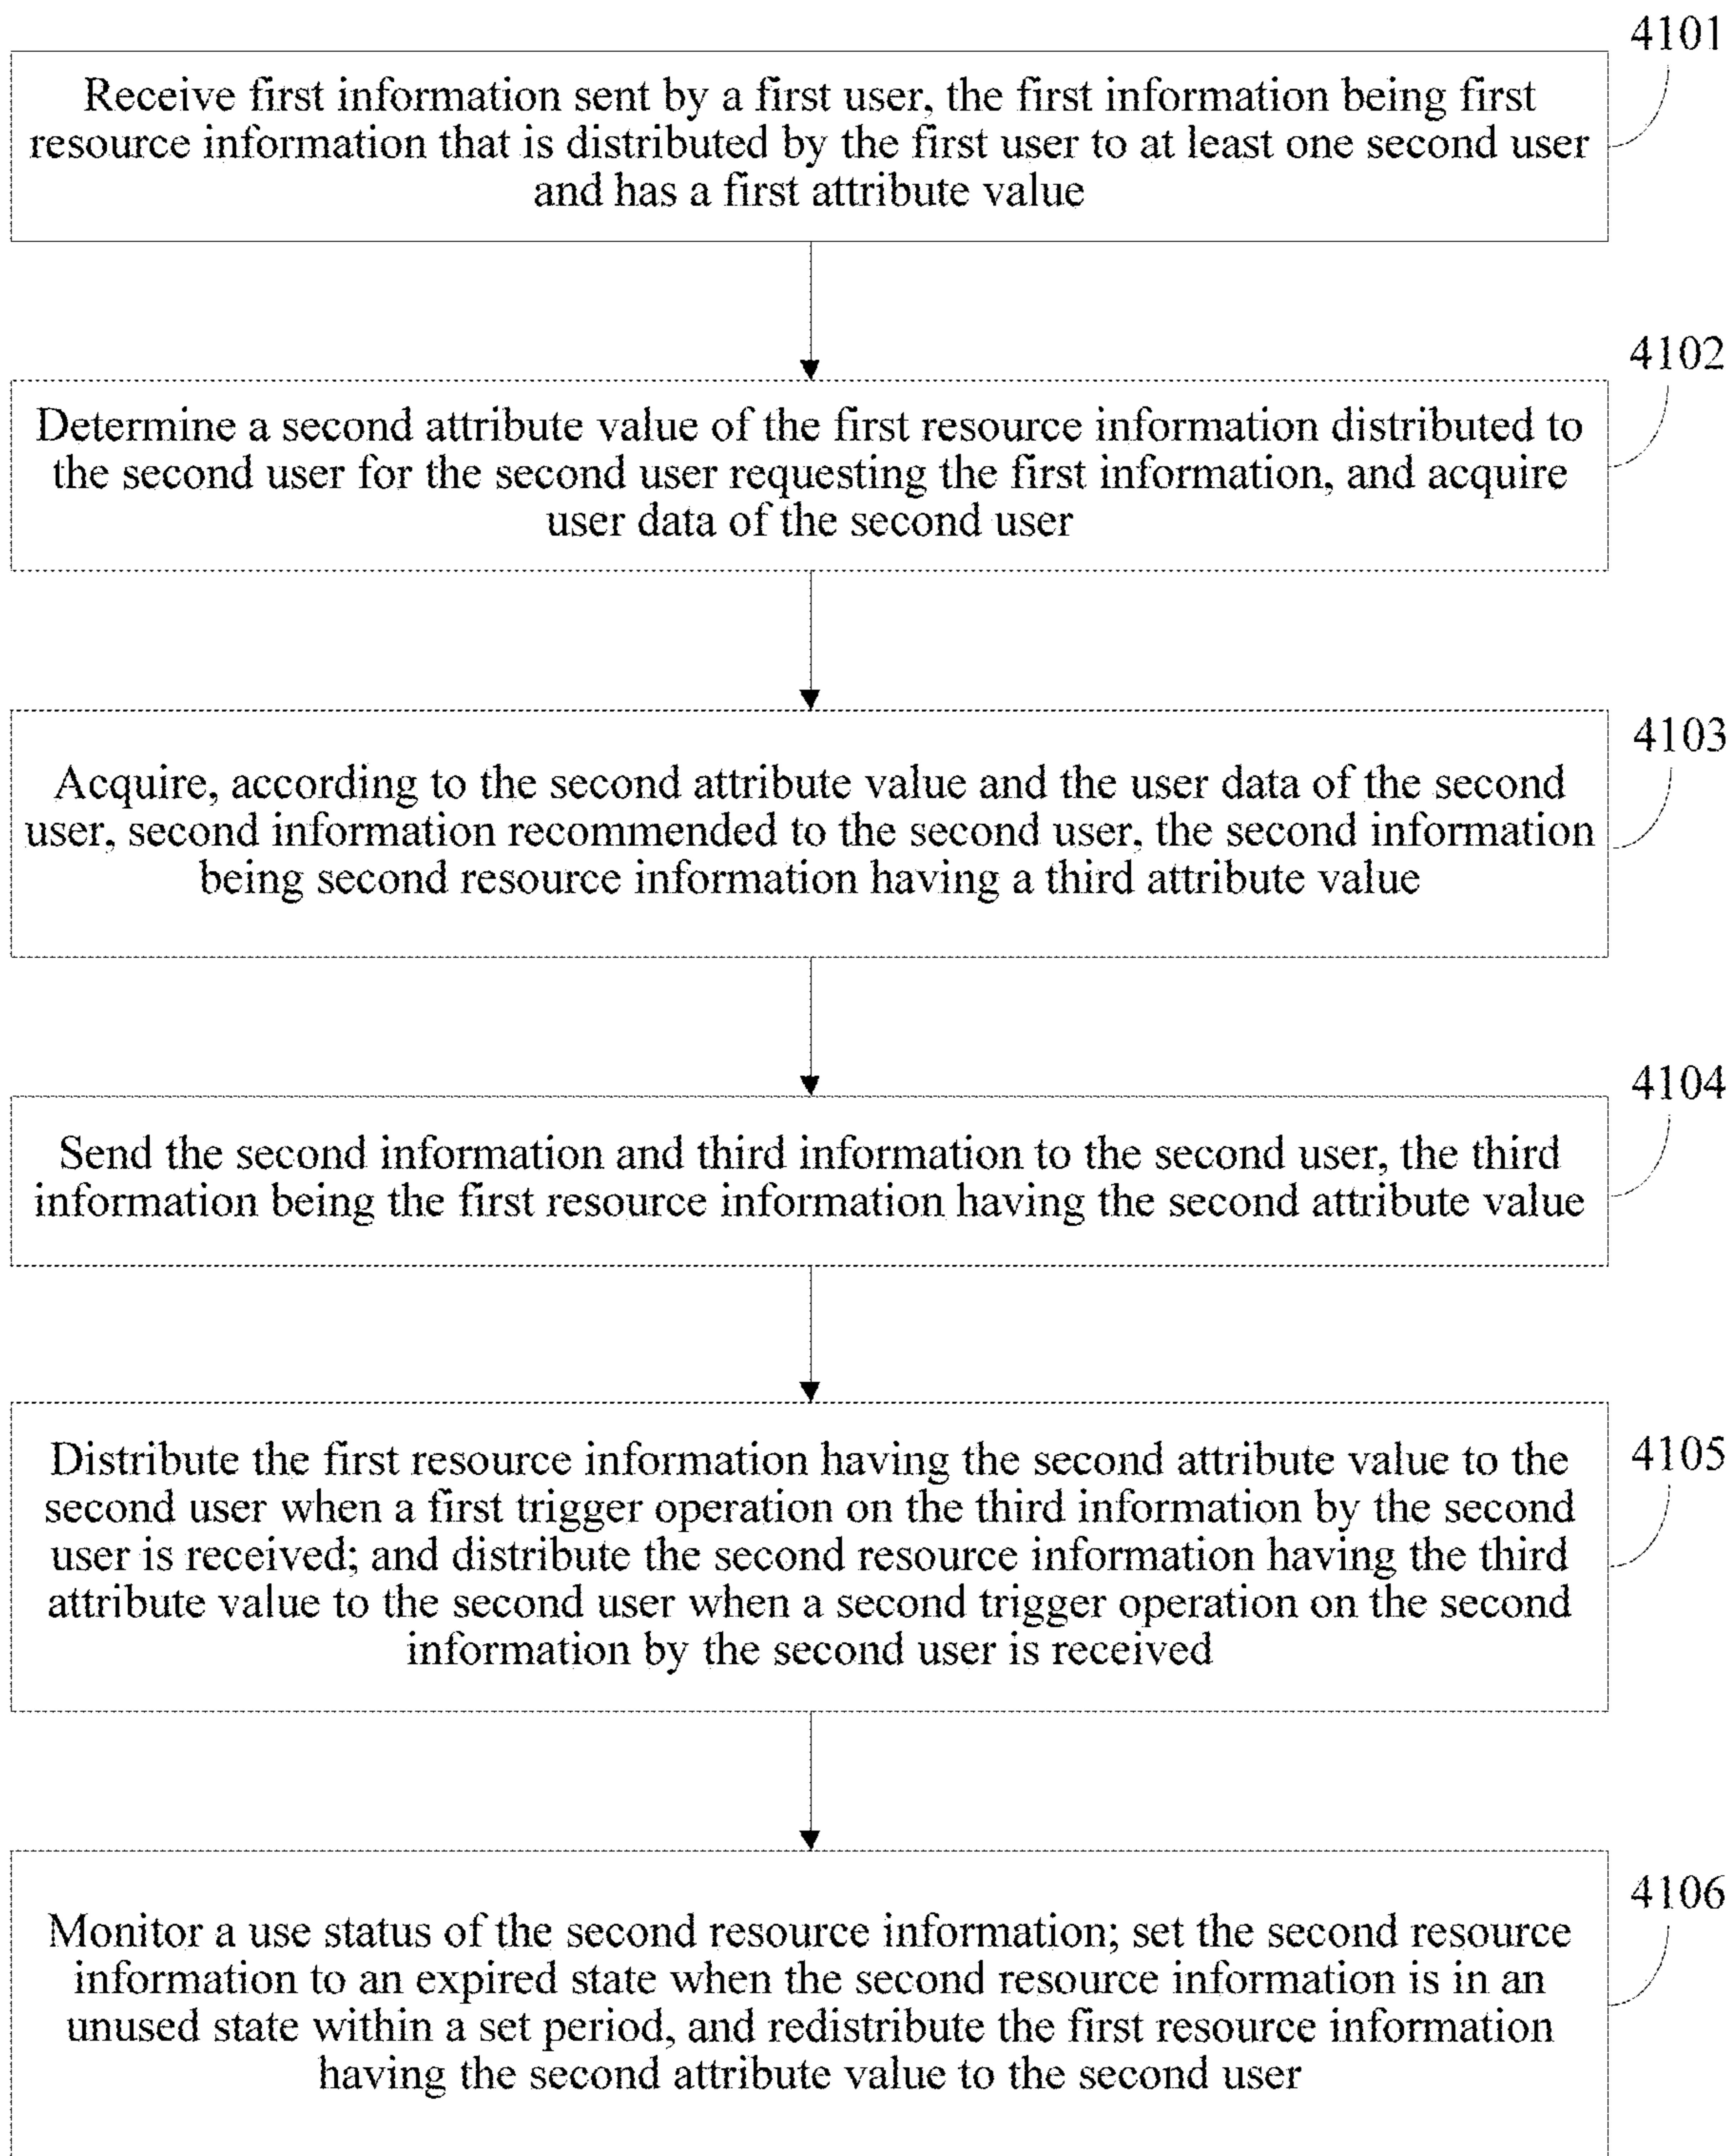 4101
Receive first information sent by a first user, the first information being first
resource information that is distributed by the first user to at least one second user
and has a first attribute value
4102
Determine a second attribute value of the first resource information distributed to
the second user for the second user requesting the first information, and acquire
user data of the second user
4103
Acquire, according to the second attribute value and the user data of the second
user, second information recommended to the second user, the second information
being second resource information having a third attribute value
4104
Send the second information and third information to the second user, the third
information being the first resource information having the second attribute value
4105
Distribute the first resource information having the second attribute value to the
second user when a first trigger operation on the third information by the second
user is received; and distribute the second resource information having the third
attribute value to the second user when a second trigger operation on the second
information by the second user is received
4106
Monitor a use status of the second resource information; set the second resource
information to an expired state when the second resource information is in an
unused state within a set period, and redistribute the first resource information
having the second attribute value to the second user